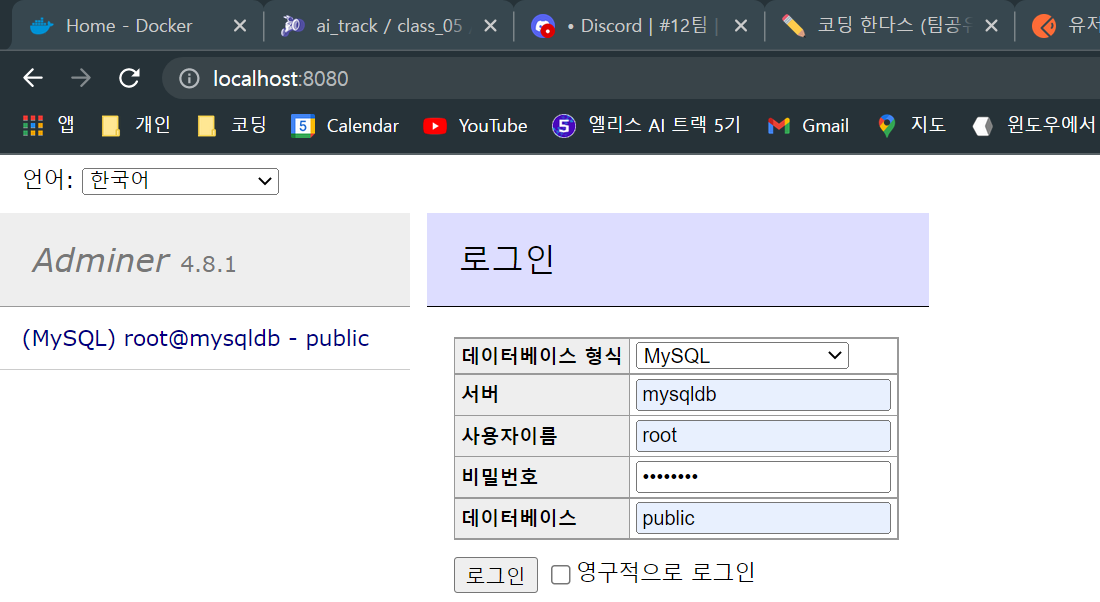 Home - Docker
ai_track / class_05
• Discord | #12팀 |
코딩 한다스 (팀공
유저
localhost:8080
앱 개인 코딩 Calendar YouTube 엘리스 AI 트랙 5기 Gmail 지도 윈도우에서
언어: 한국어
Adminer 4.8.1
(MySQL) root@mysqldb - public
로그인
데이터베이스 형식 MySQL
서버 mysqldb
사용자이름 root
비밀번호 ••••••••
데이터베이스 public
로그인 영구적으로 로그인